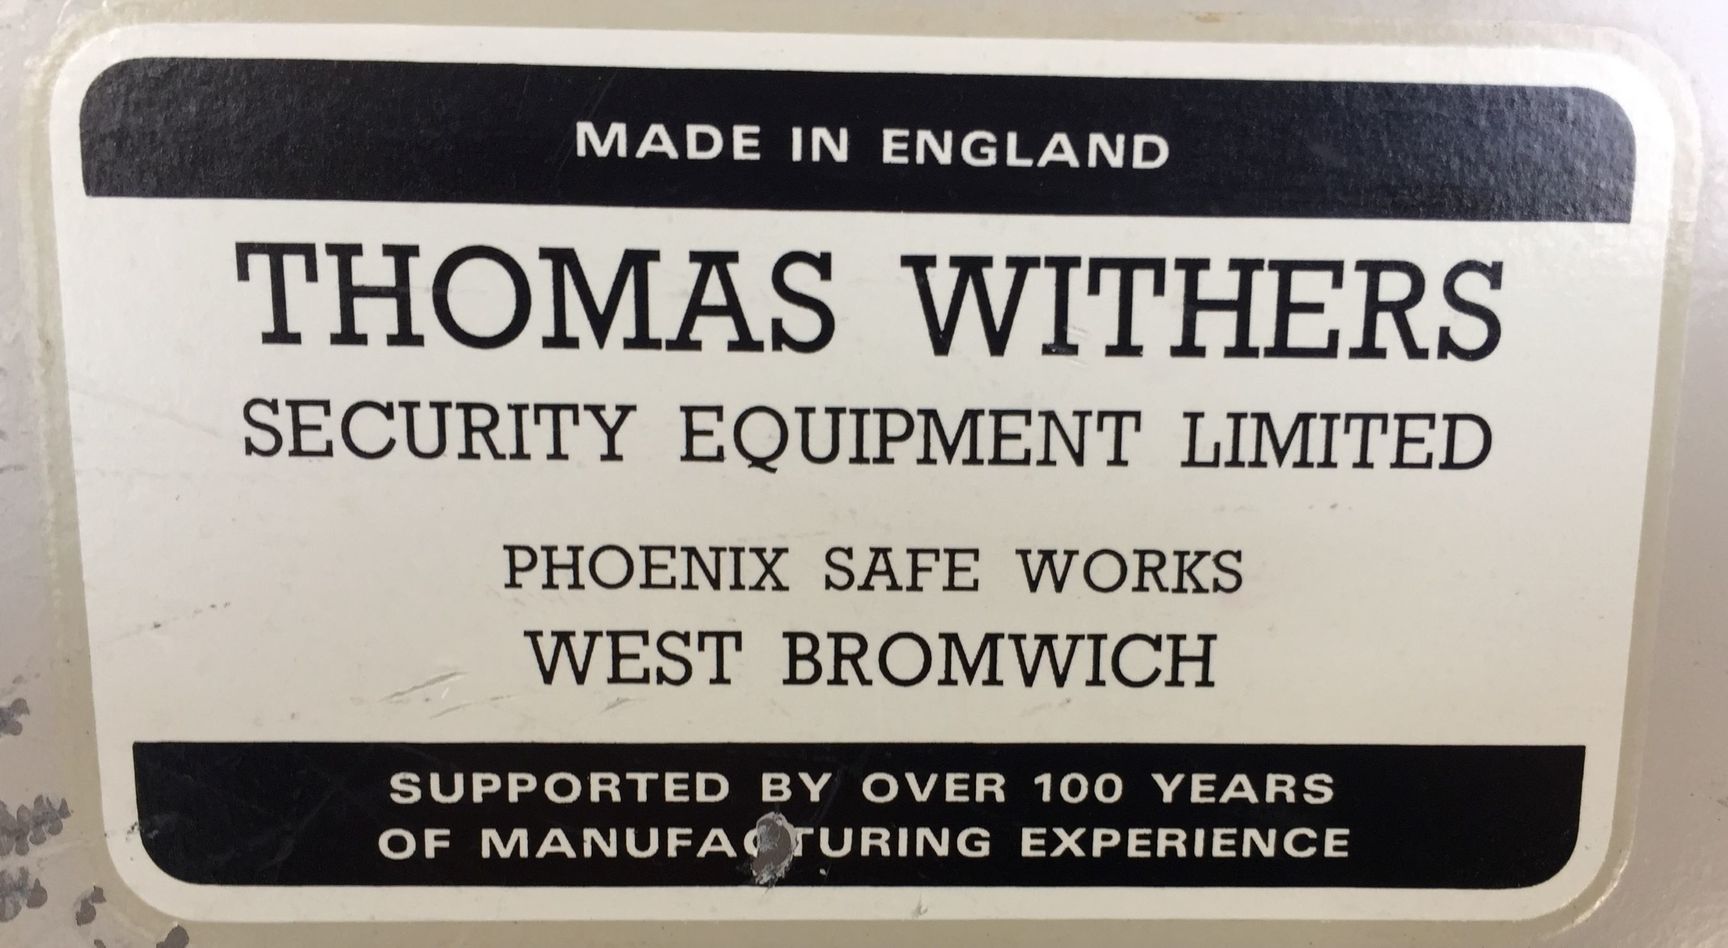 MADE IN ENGLAND
THOMAS WITHERS
SECURITY EQUIPMENT LIMITED
PHOENIX SAFE WORKS
WEST BROMWICH
SUPPORTED BY OVER 100 YEARS
OF MANUFACTURING EXPERIENCE